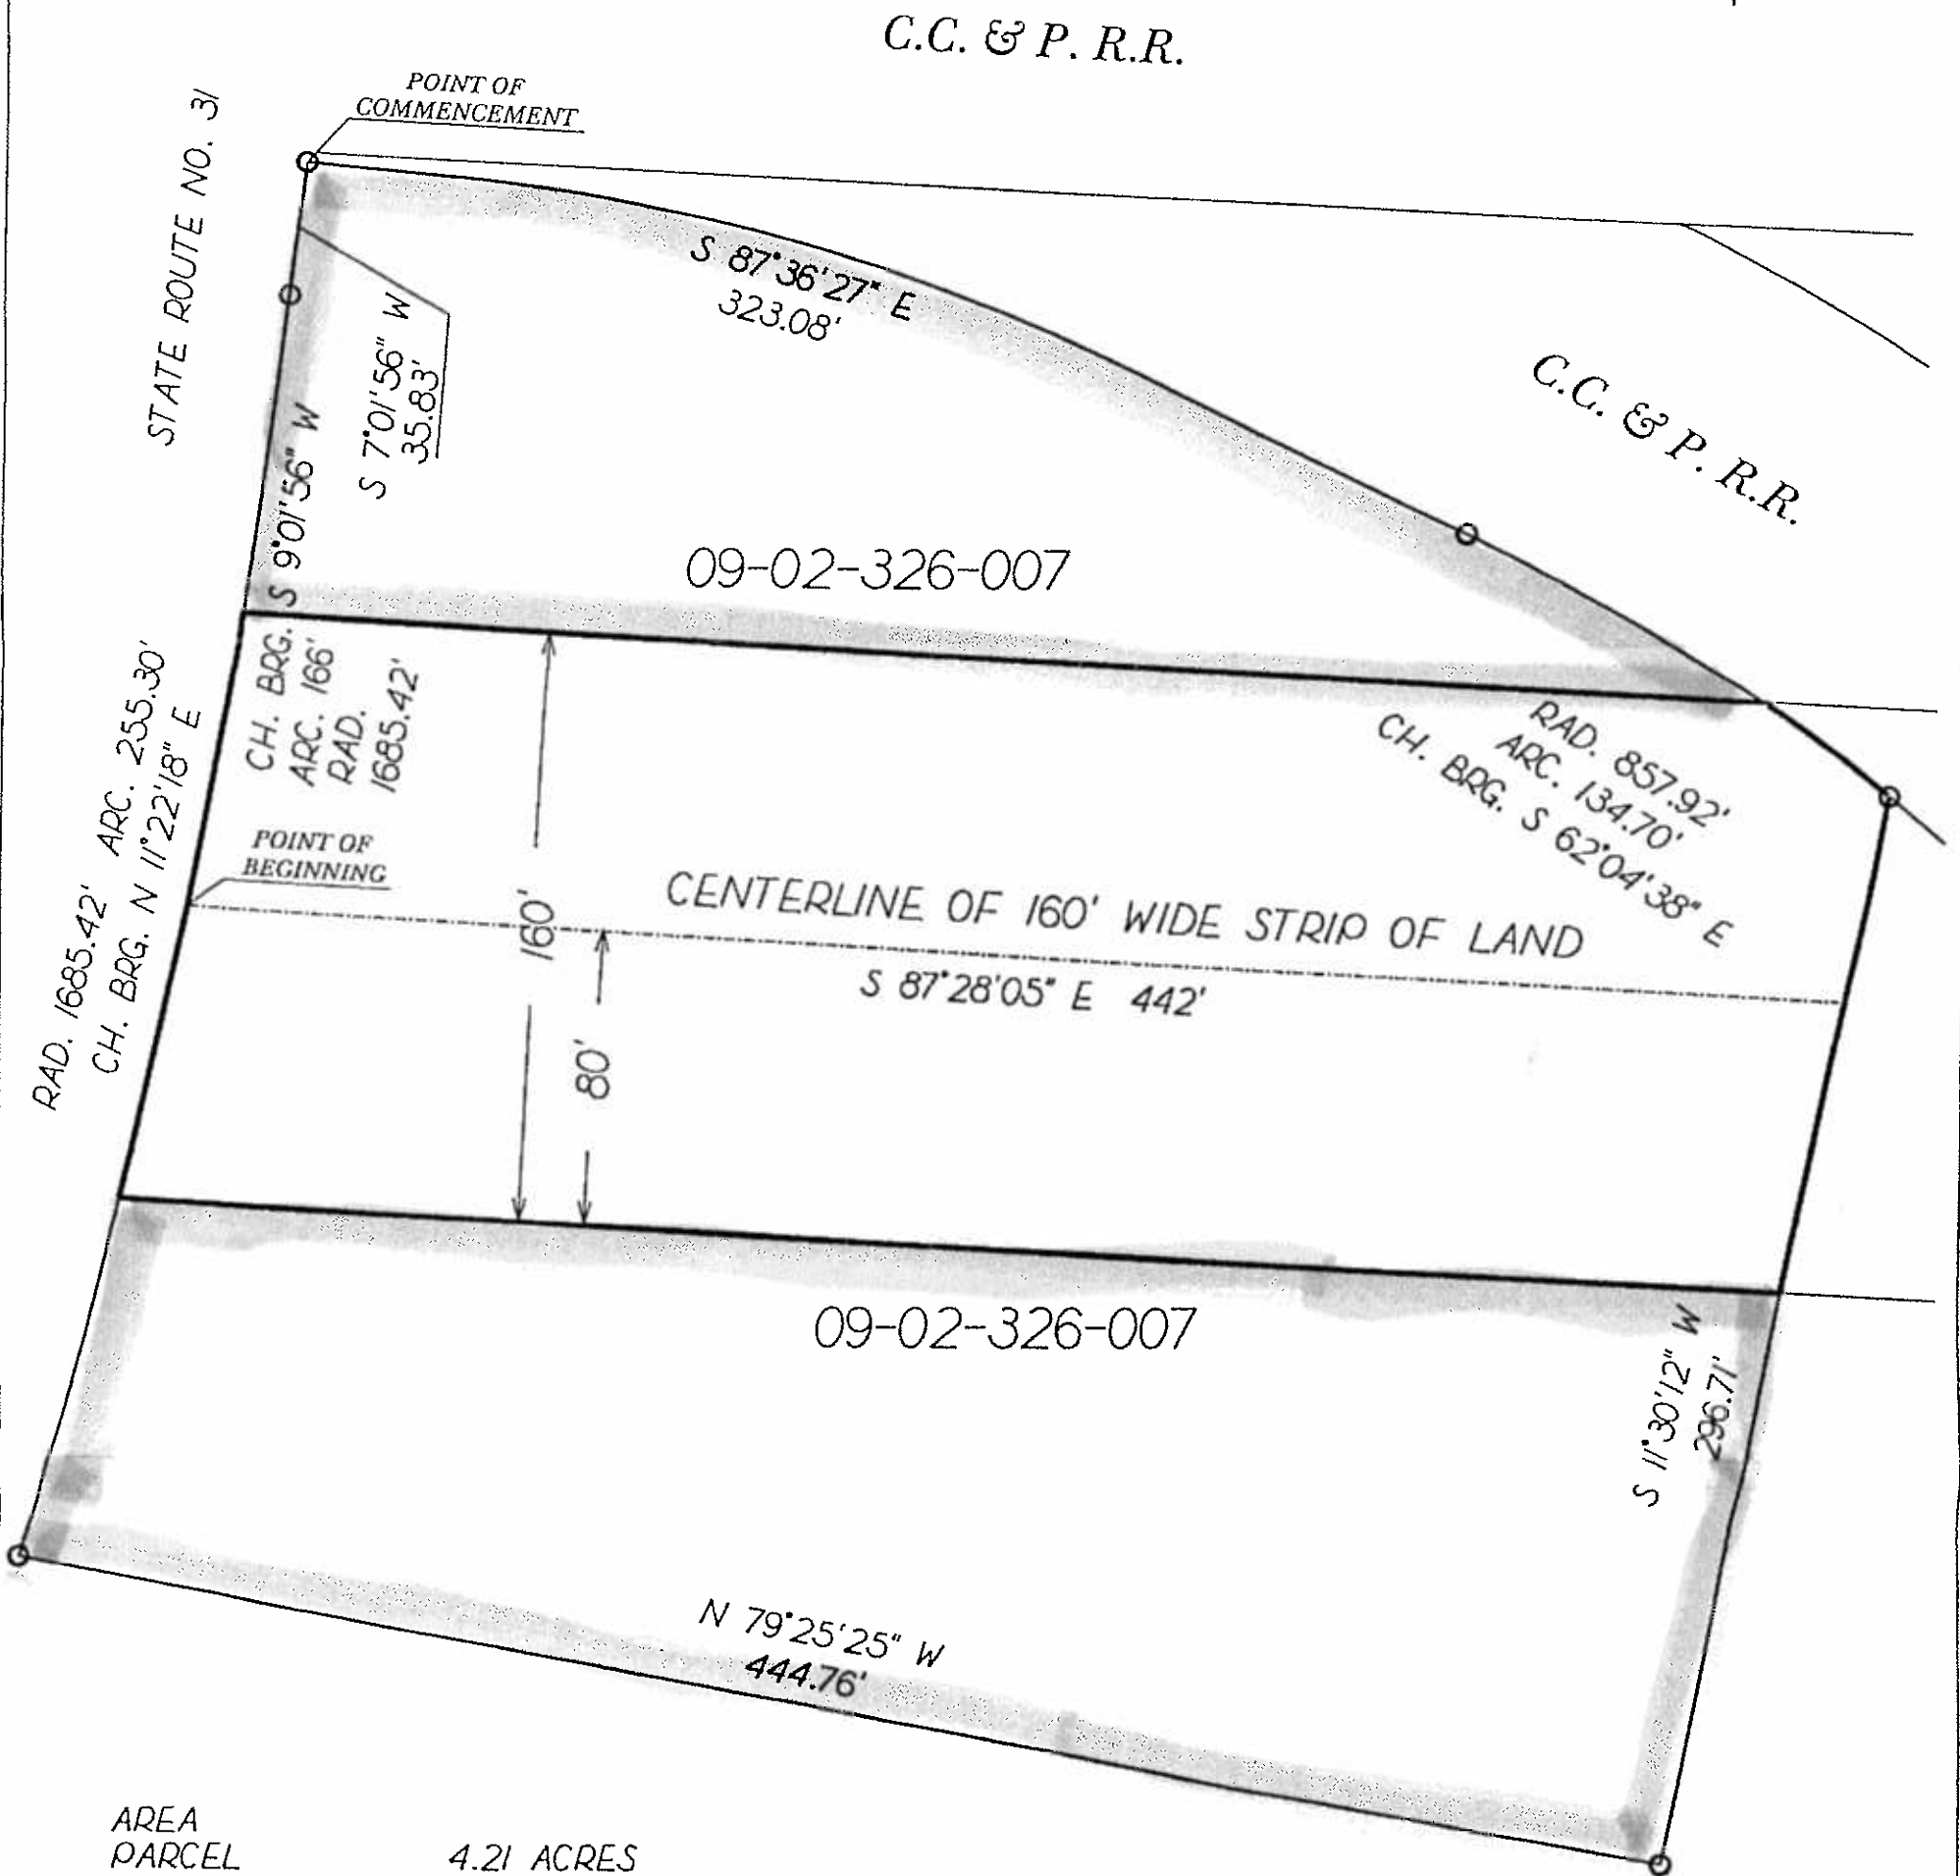 C.C. & P. R.R.
POINT OF
COMMENCEMENT
STATE ROUTE NO. 31
S 87°36'27" E
323.08'
S 7°01'56" W
35.83'
S 9°01'56" W
C.C. & P. R.R.
09-02-326-007
CH. BRG.
ARC. 166'
RAD.
1685.42'
RAD. 1685.42' ARC. 255.30'
CH. BRG. N 11°22'18" E
RAD. 857.92'
ARC. 134.70'
CH. BRG. S 62°04'38" E
POINT OF
BEGINNING
160'
CENTERLINE OF 160' WIDE STRIP OF LAND
S 87°28'05" E 442'
80'
09-02-326-007
S 11°30'12" W
296.71'
N 79°25'25" W
444.76'
AREA
PARCEL 4.21 ACRES